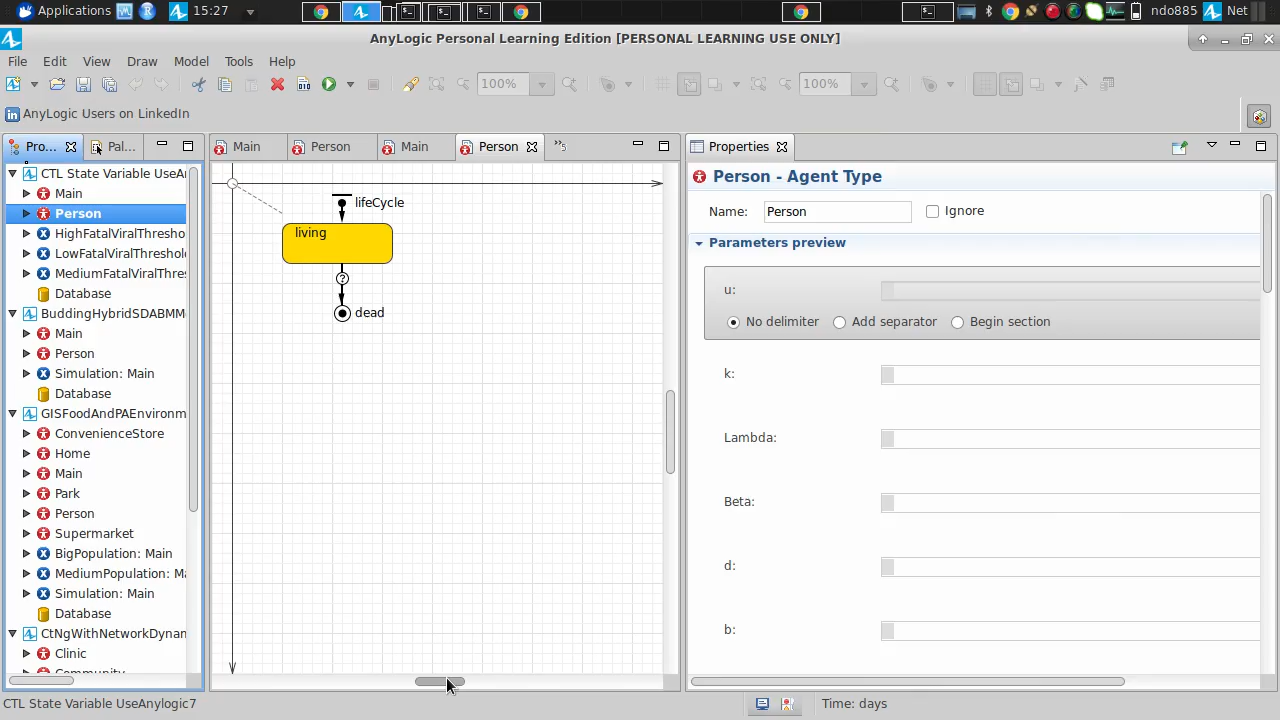 Applications 15:27 ndo885 Net
AnyLogic Personal Learning Edition [PERSONAL LEARNING USE ONLY]
File Edit View Draw Model Tools Help
100% 100%
AnyLogic Users on LinkedIn
Pro... Pal... Main Person Main Person 5 Properties
CTL State Variable UseA
Main
Person
HighFatalViralThresho
LowFatalViralThreshol
MediumFatalViralThre
Database
BuddingHybridSDABMM
Main
Person
Simulation: Main
Database
GISFoodAndPAEnvironm
ConvenienceStore
Home
Main
Park
Person
Supermarket
BigPopulation: Main
MediumPopulation: Ma
Simulation: Main
Database
CtNgWithNetworkDynan
Clinic
Community
lifeCycle
living
?
dead
Person - Agent Type
Name: Person Ignore
Parameters preview
u:
No delimiter Add separator Begin section
k:
Lambda:
Beta:
d:
b:
CTL State Variable UseAnylogic7 Time: days